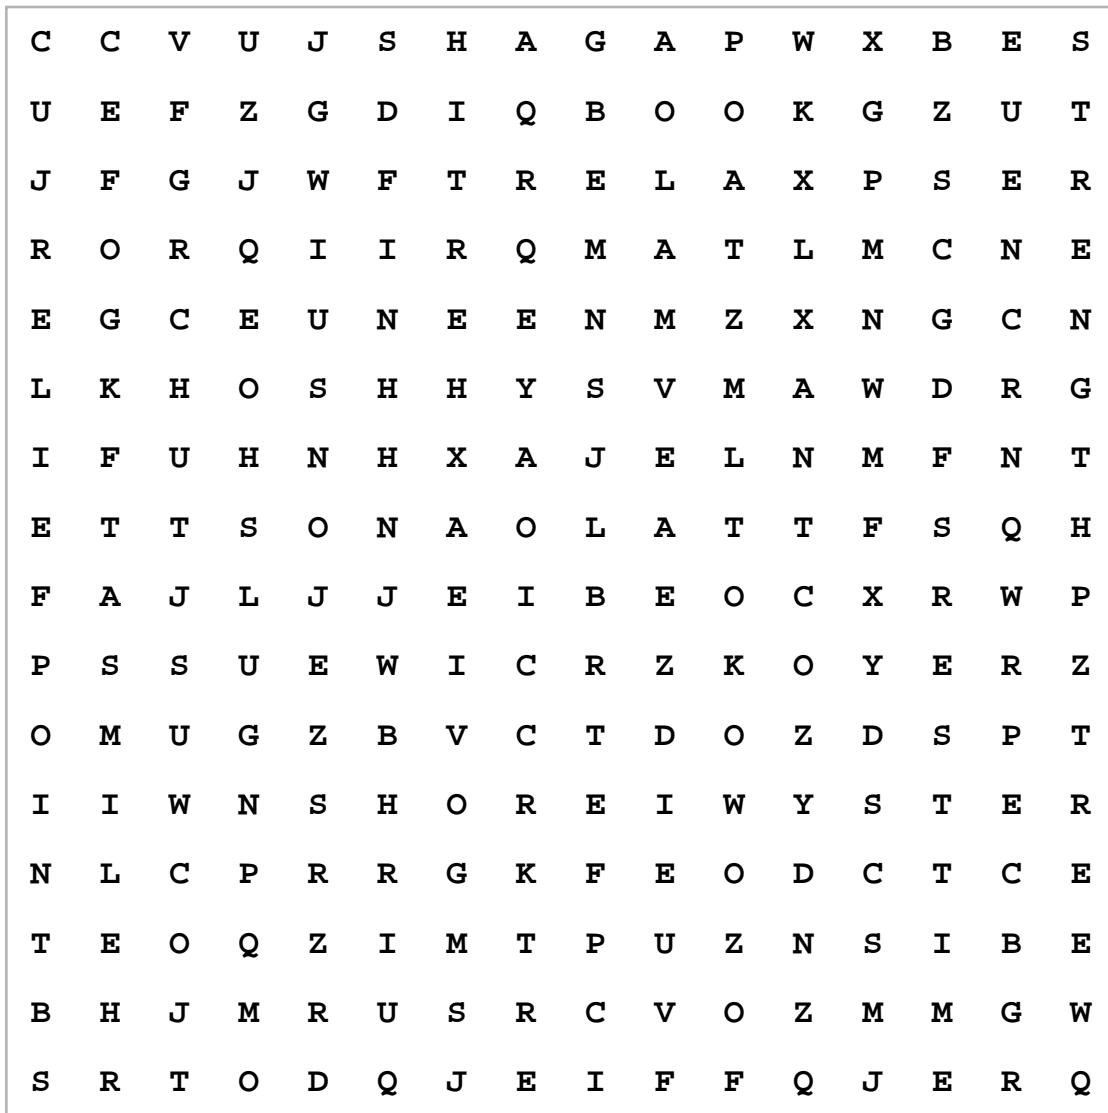 C C V U J S H A G A P W X B E S
U E F Z G D I Q B O O K G Z U T
J F G J W F T R E L A X P S E R
R O R Q I I R Q M A T L M C N E
E G C E U N E E N M Z X N G C N
L K H O S H H Y S V M A W D R G
I F U H N H X A J E L N M F N T
E T T S O N A O L A T T F S Q H
F A J L J J E I B E O C X R W P
P S S U E W I C R Z K O Y E R Z
O M U G Z B V C T D O Z D S P T
I I W N S H O R E I W Y S T E R
N L C P R R G K F E O D C T C E
T E O Q Z I M T P U Z N S I B E
B H J M R U S R C V O Z M M G W
S R T O D Q J E I F F Q J E R Q